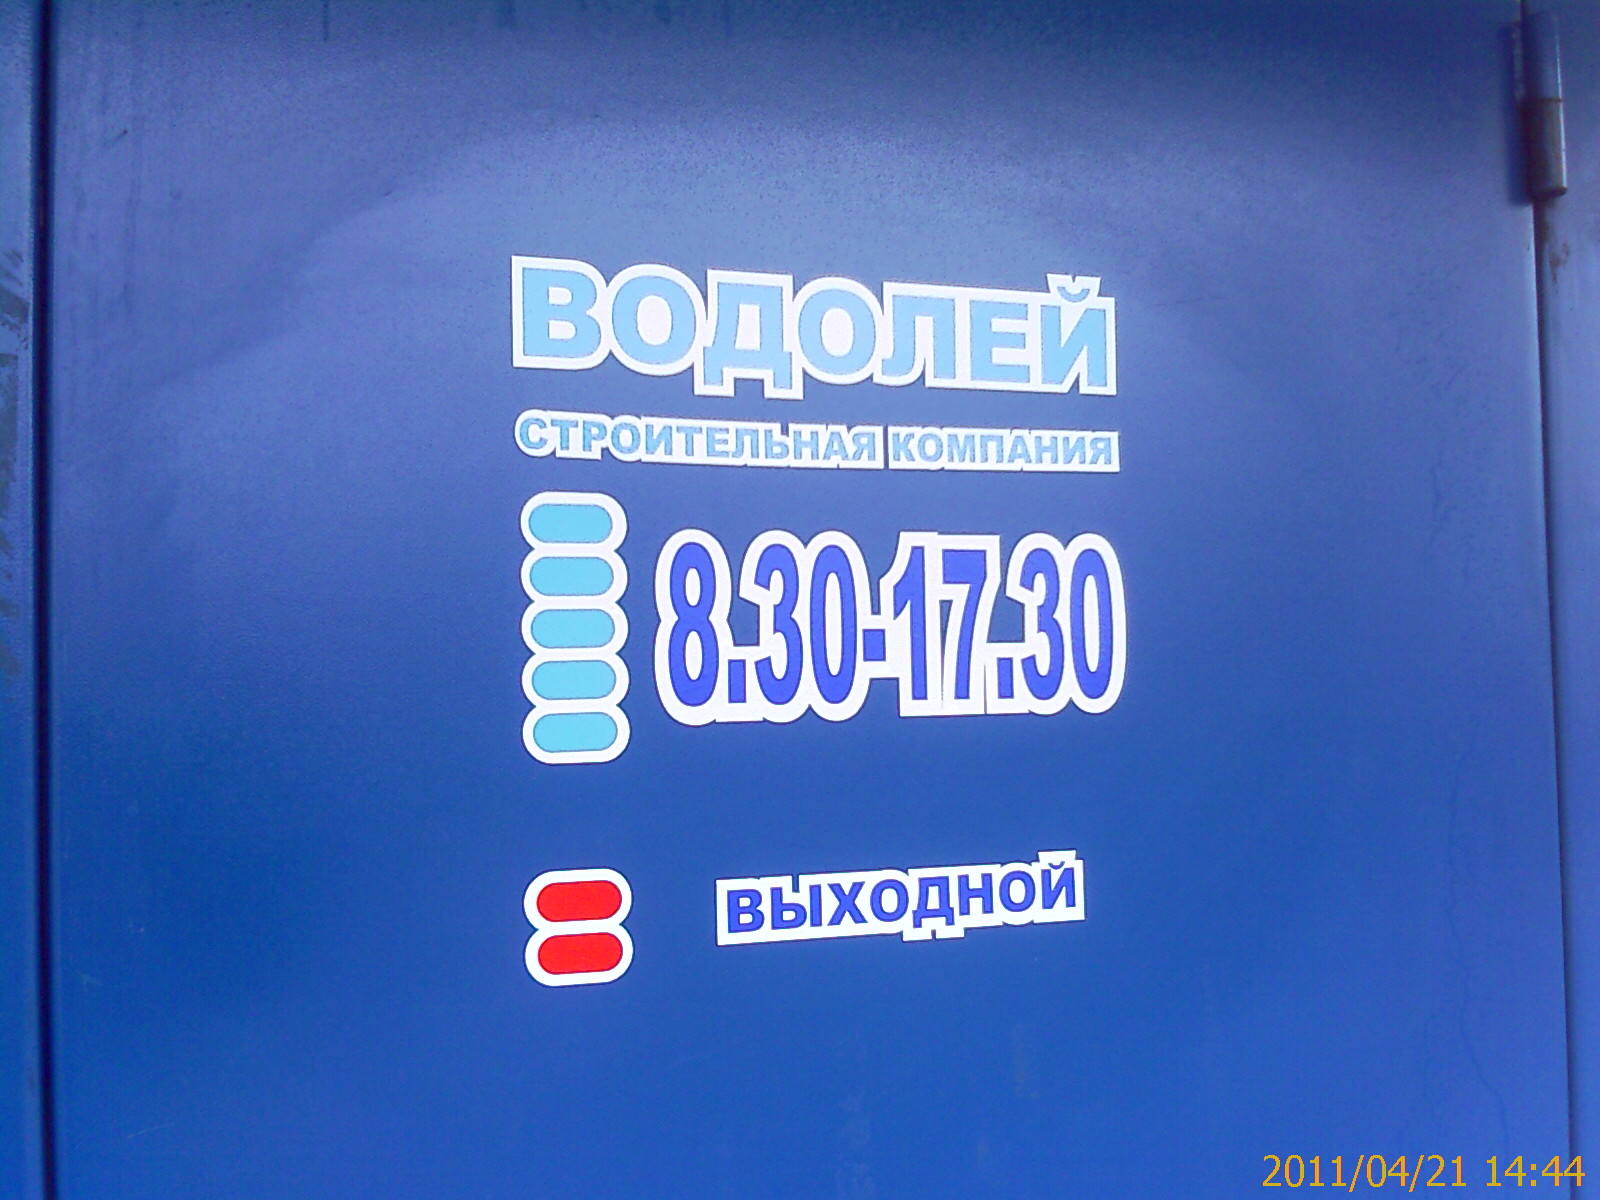 ВОДОЛЕЙ
СТРОИТЕЛЬНАЯ КОМПАНИЯ
8.30-17.30
ВЫХОДНОЙ
2011/04/21 14:44